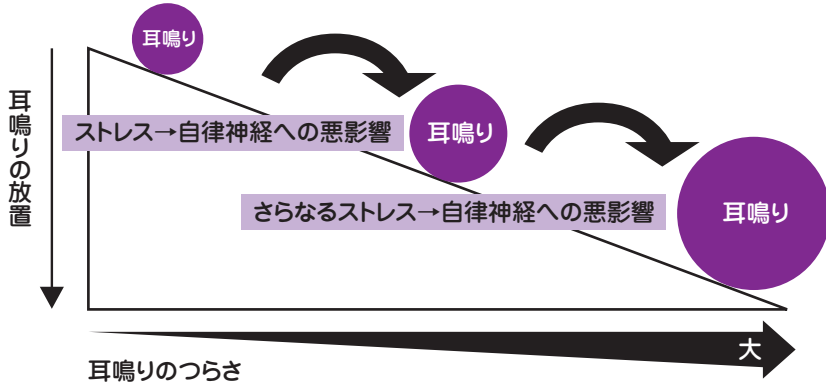 耳鳴り
耳鳴りの放置
ストレス→自律神経への悪影響
耳鳴り
さらなるストレス→自律神経への悪影響
耳鳴り
大
耳鳴りのつらさ